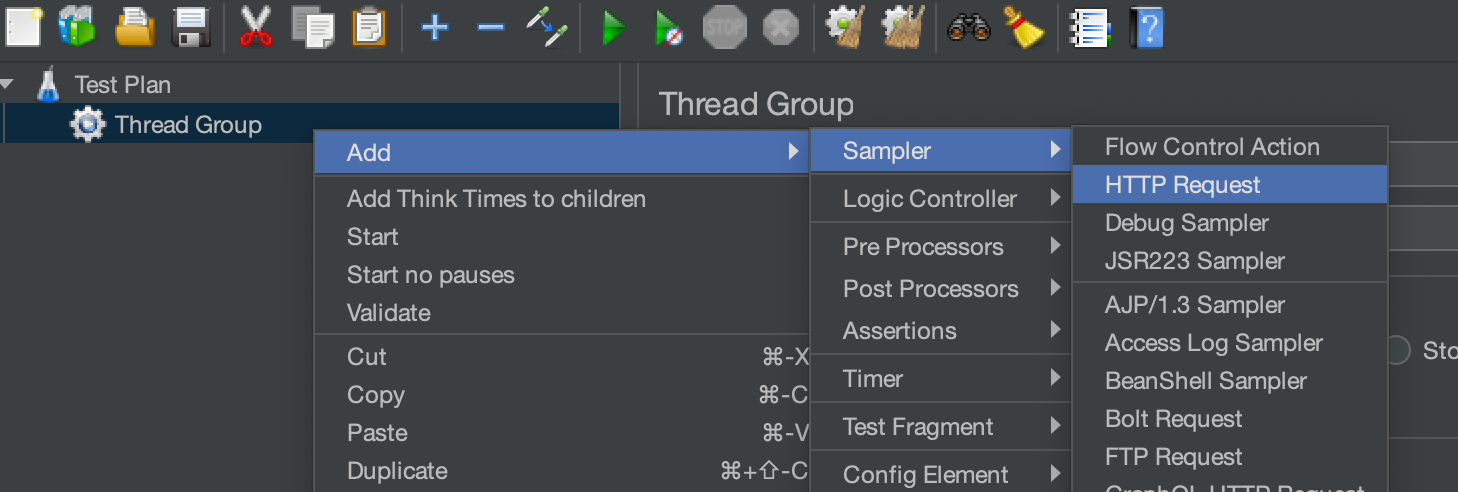 STOP
Test Plan
Thread Group
Thread Group
Add
Add Think Times to children
Start
Start no pauses
Validate
Cut ⌘-X
Copy ⌘-C
Paste ⌘-V
Duplicate ⌘+⇧-C
Sampler
Logic Controller
Pre Processors
Post Processors
Assertions
Timer
Test Fragment
Config Element
Flow Control Action
HTTP Request
Debug Sampler
JSR223 Sampler
AJP/1.3 Sampler
Access Log Sampler
BeanShell Sampler
Bolt Request
FTP Request
GraphQL HTTP Request
Sto